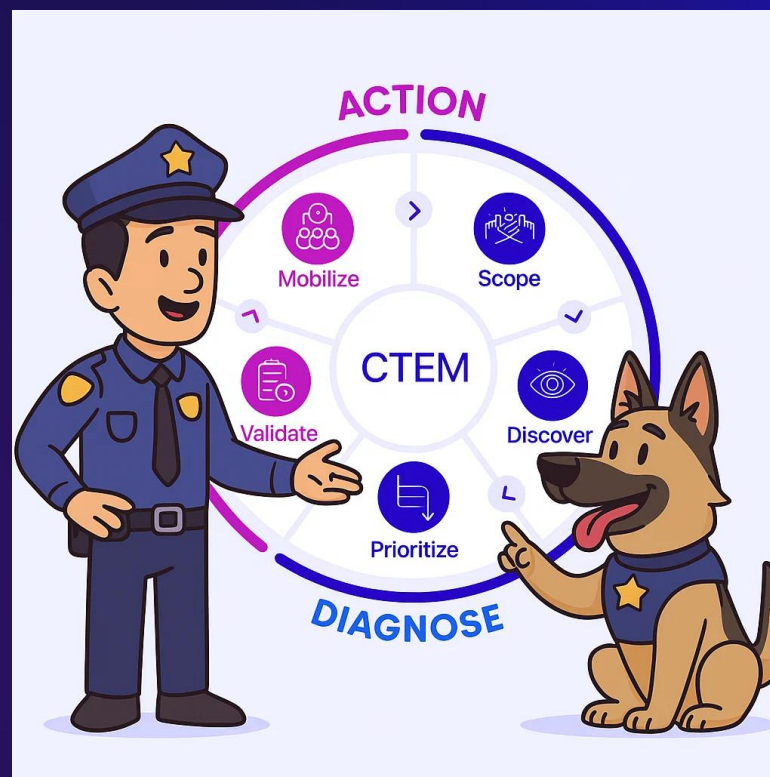 ACTION
Mobilize
Scope
CTEM
Validate
Discover
Prioritize
DIAGNOSE